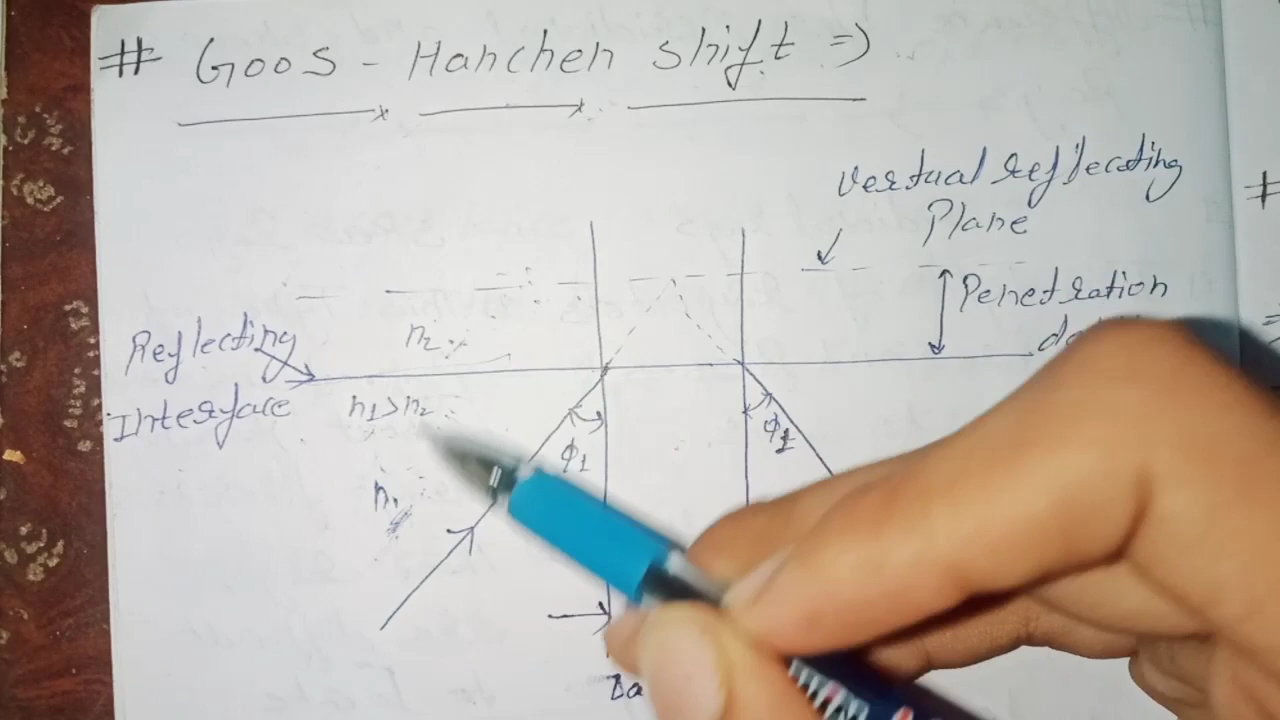 # Goos - Hanchen shift =>
Vertual reflecting
Plane
Penetration
Reflecting
Interface
n2
n1>n2
n1
φ1
φ1
#